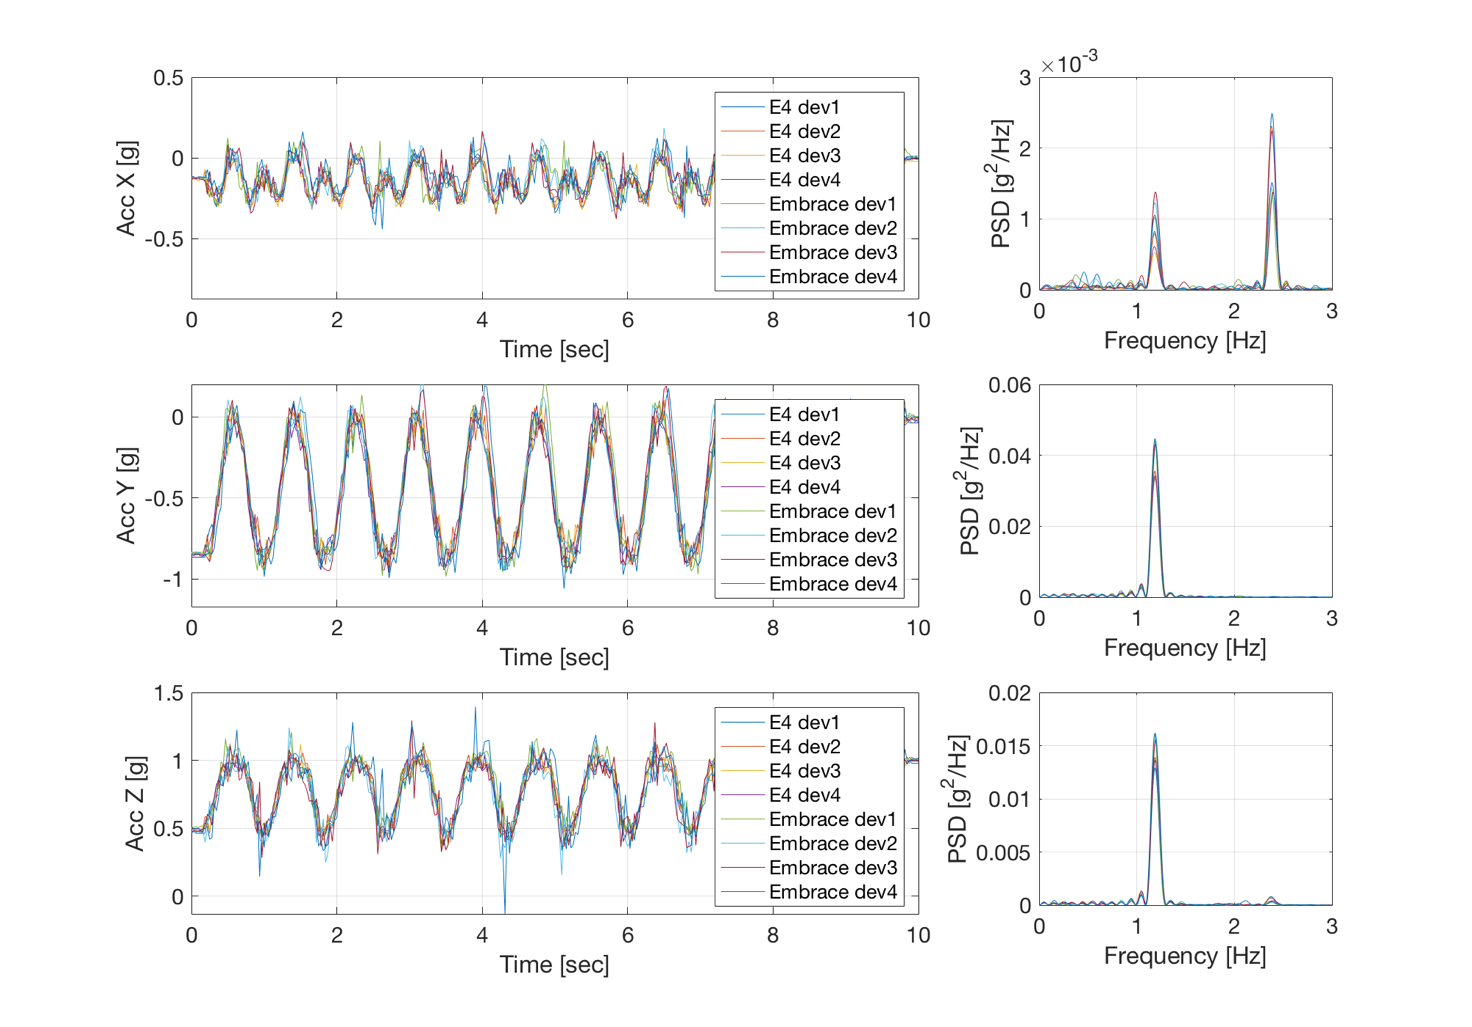 0.5
0
-0.5
Acc X [g]
E4 dev1
E4 dev2
E4 dev3
E4 dev4
Embrace dev1
Embrace dev2
Embrace dev3
Embrace dev4
0 2 4 6 8 10
Time [sec]
×10⁻³
3
2
1
0
PSD [g²/Hz]
0 1 2 3
Frequency [Hz]
0
-0.5
-1
Acc Y [g]
E4 dev1
E4 dev2
E4 dev3
E4 dev4
Embrace dev1
Embrace dev2
Embrace dev3
Embrace dev4
0 2 4 6 8 10
Time [sec]
0.06
0.04
0.02
0
PSD [g²/Hz]
0 1 2 3
Frequency [Hz]
1.5
1
0.5
0
Acc Z [g]
E4 dev1
E4 dev2
E4 dev3
E4 dev4
Embrace dev1
Embrace dev2
Embrace dev3
Embrace dev4
0 2 4 6 8 10
Time [sec]
0.02
0.015
0.01
0.005
0
PSD [g²/Hz]
0 1 2 3
Frequency [Hz]